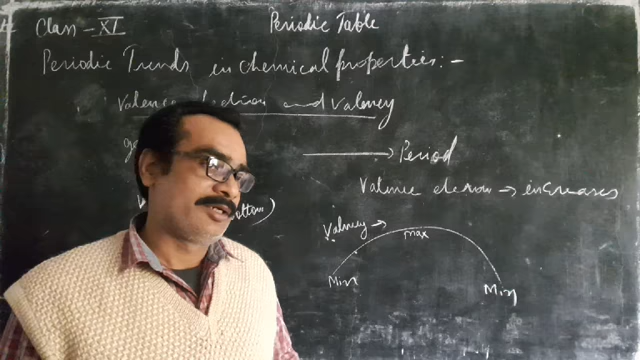 Class - XI
Periodic Table
Periodic Trends in chemical properties:-
Valence and Valency
→ Period
Valence electron → increases
Valency →
max
Min
Min